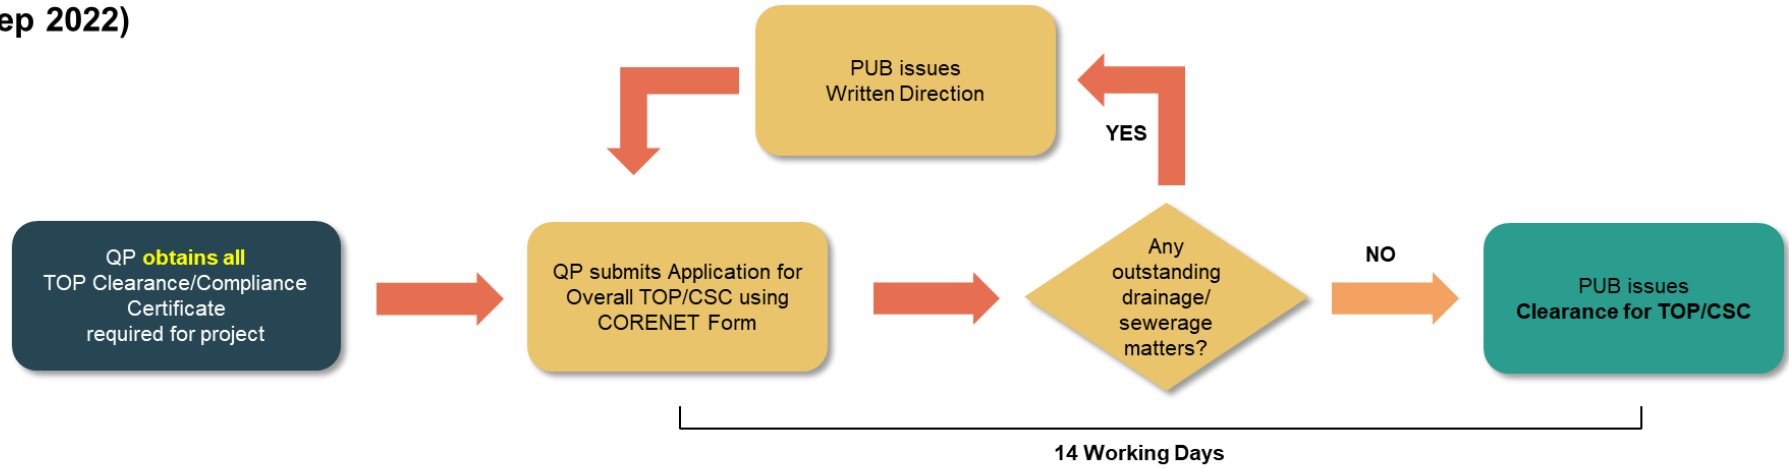 ep 2022)
PUB issues
Written Direction
YES
QP obtains all
TOP Clearance/Compliance
Certificate
required for project
QP submits Application for
Overall TOP/CSC using
CORENET Form
Any
outstanding
drainage/
sewerage
matters?
NO
PUB issues
Clearance for TOP/CSC
14 Working Days